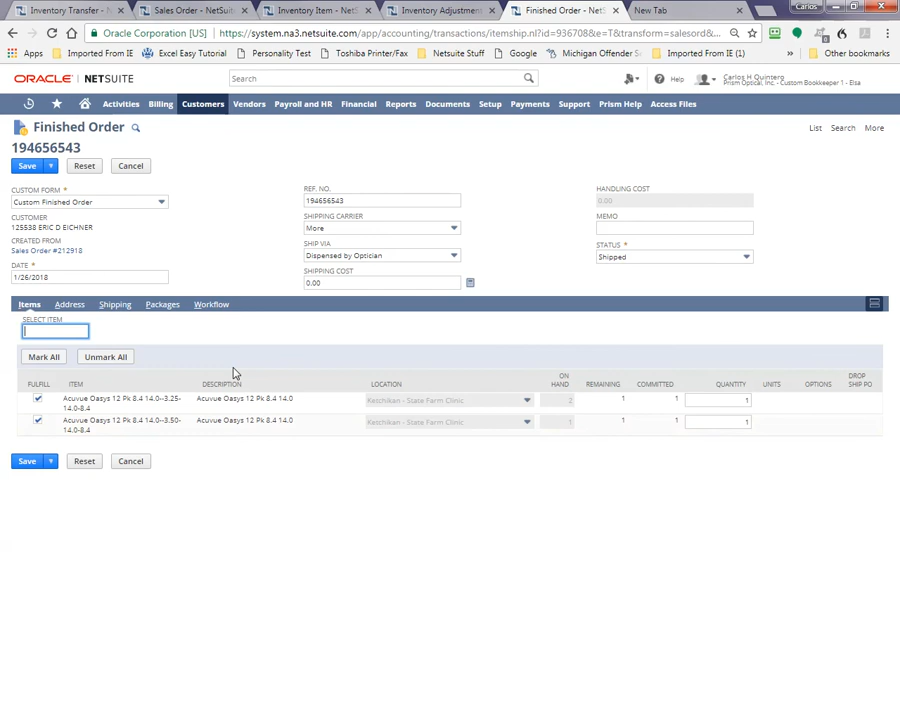 Inventory Transfer - N
Sales Order - NetSuit
Inventory Item - NetS
Inventory Adjustment
Finished Order - NetS
New Tab
Carlos
Oracle Corporation [US] https://system.na3.netsuite.com/app/accounting/transactions/itemship.nl?id=936708&e=T&transform=salesord&...
Apps Imported From IE Excel Easy Tutorial Personality Test Toshiba Printer/Fax Netsuite Stuff Google Michigan Offender Se Imported From IE (1) » Other bookmarks
ORACLE NETSUITE Search Help Carlos H Quintero
Prism Optical, Inc - Custom Bookkeeper 1 - Elsa
Activities Billing Customers Vendors Payroll and HR Financial Reports Documents Setup Payments Support Prism Help Access Files
Finished Order
List Search More
194656543
Save Reset Cancel
CUSTOM FORM *
Custom Finished Order
CUSTOMER
125538 ERIC D EICHNER
CREATED FROM
Sales Order #212918
DATE *
1/26/2018
REF. NO.
194656543
SHIPPING CARRIER
More
SHIP VIA
Dispensed by Optician
SHIPPING COST
0.00
HANDLING COST
0.00
MEMO
STATUS *
Shipped
Items Address Shipping Packages Workflow
SELECT ITEM
Mark All Unmark All
FULFILL ITEM DESCRIPTION LOCATION ON HAND REMAINING COMMITTED QUANTITY UNITS OPTIONS DROP SHIP PO
Acuvue Oasys 12 Pk 8.4 14.0--3.25- Acuvue Oasys 12 Pk 8.4 14.0 Ketchikan - State Farm Clinic 2 1 1 1
14.0-8.4
Acuvue Oasys 12 Pk 8.4 14.0--3.50- Acuvue Oasys 12 Pk 8.4 14.0 Ketchikan - State Farm Clinic 1 1 1 1
14.0-8.4
Save Reset Cancel